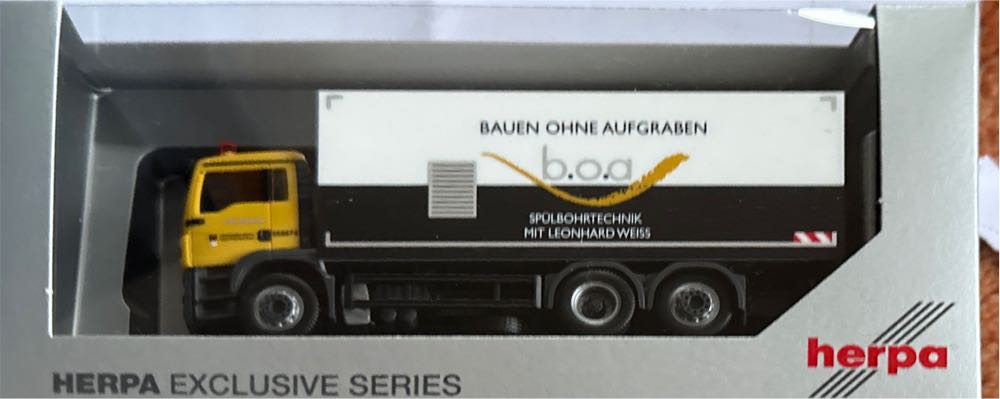 BAUEN OHNE AUFGRABEN
b.o.a
SPÜLBOHRTECHNIK
MIT LEONHARD WEISS
herpa
HERPA EXCLUSIVE SERIES